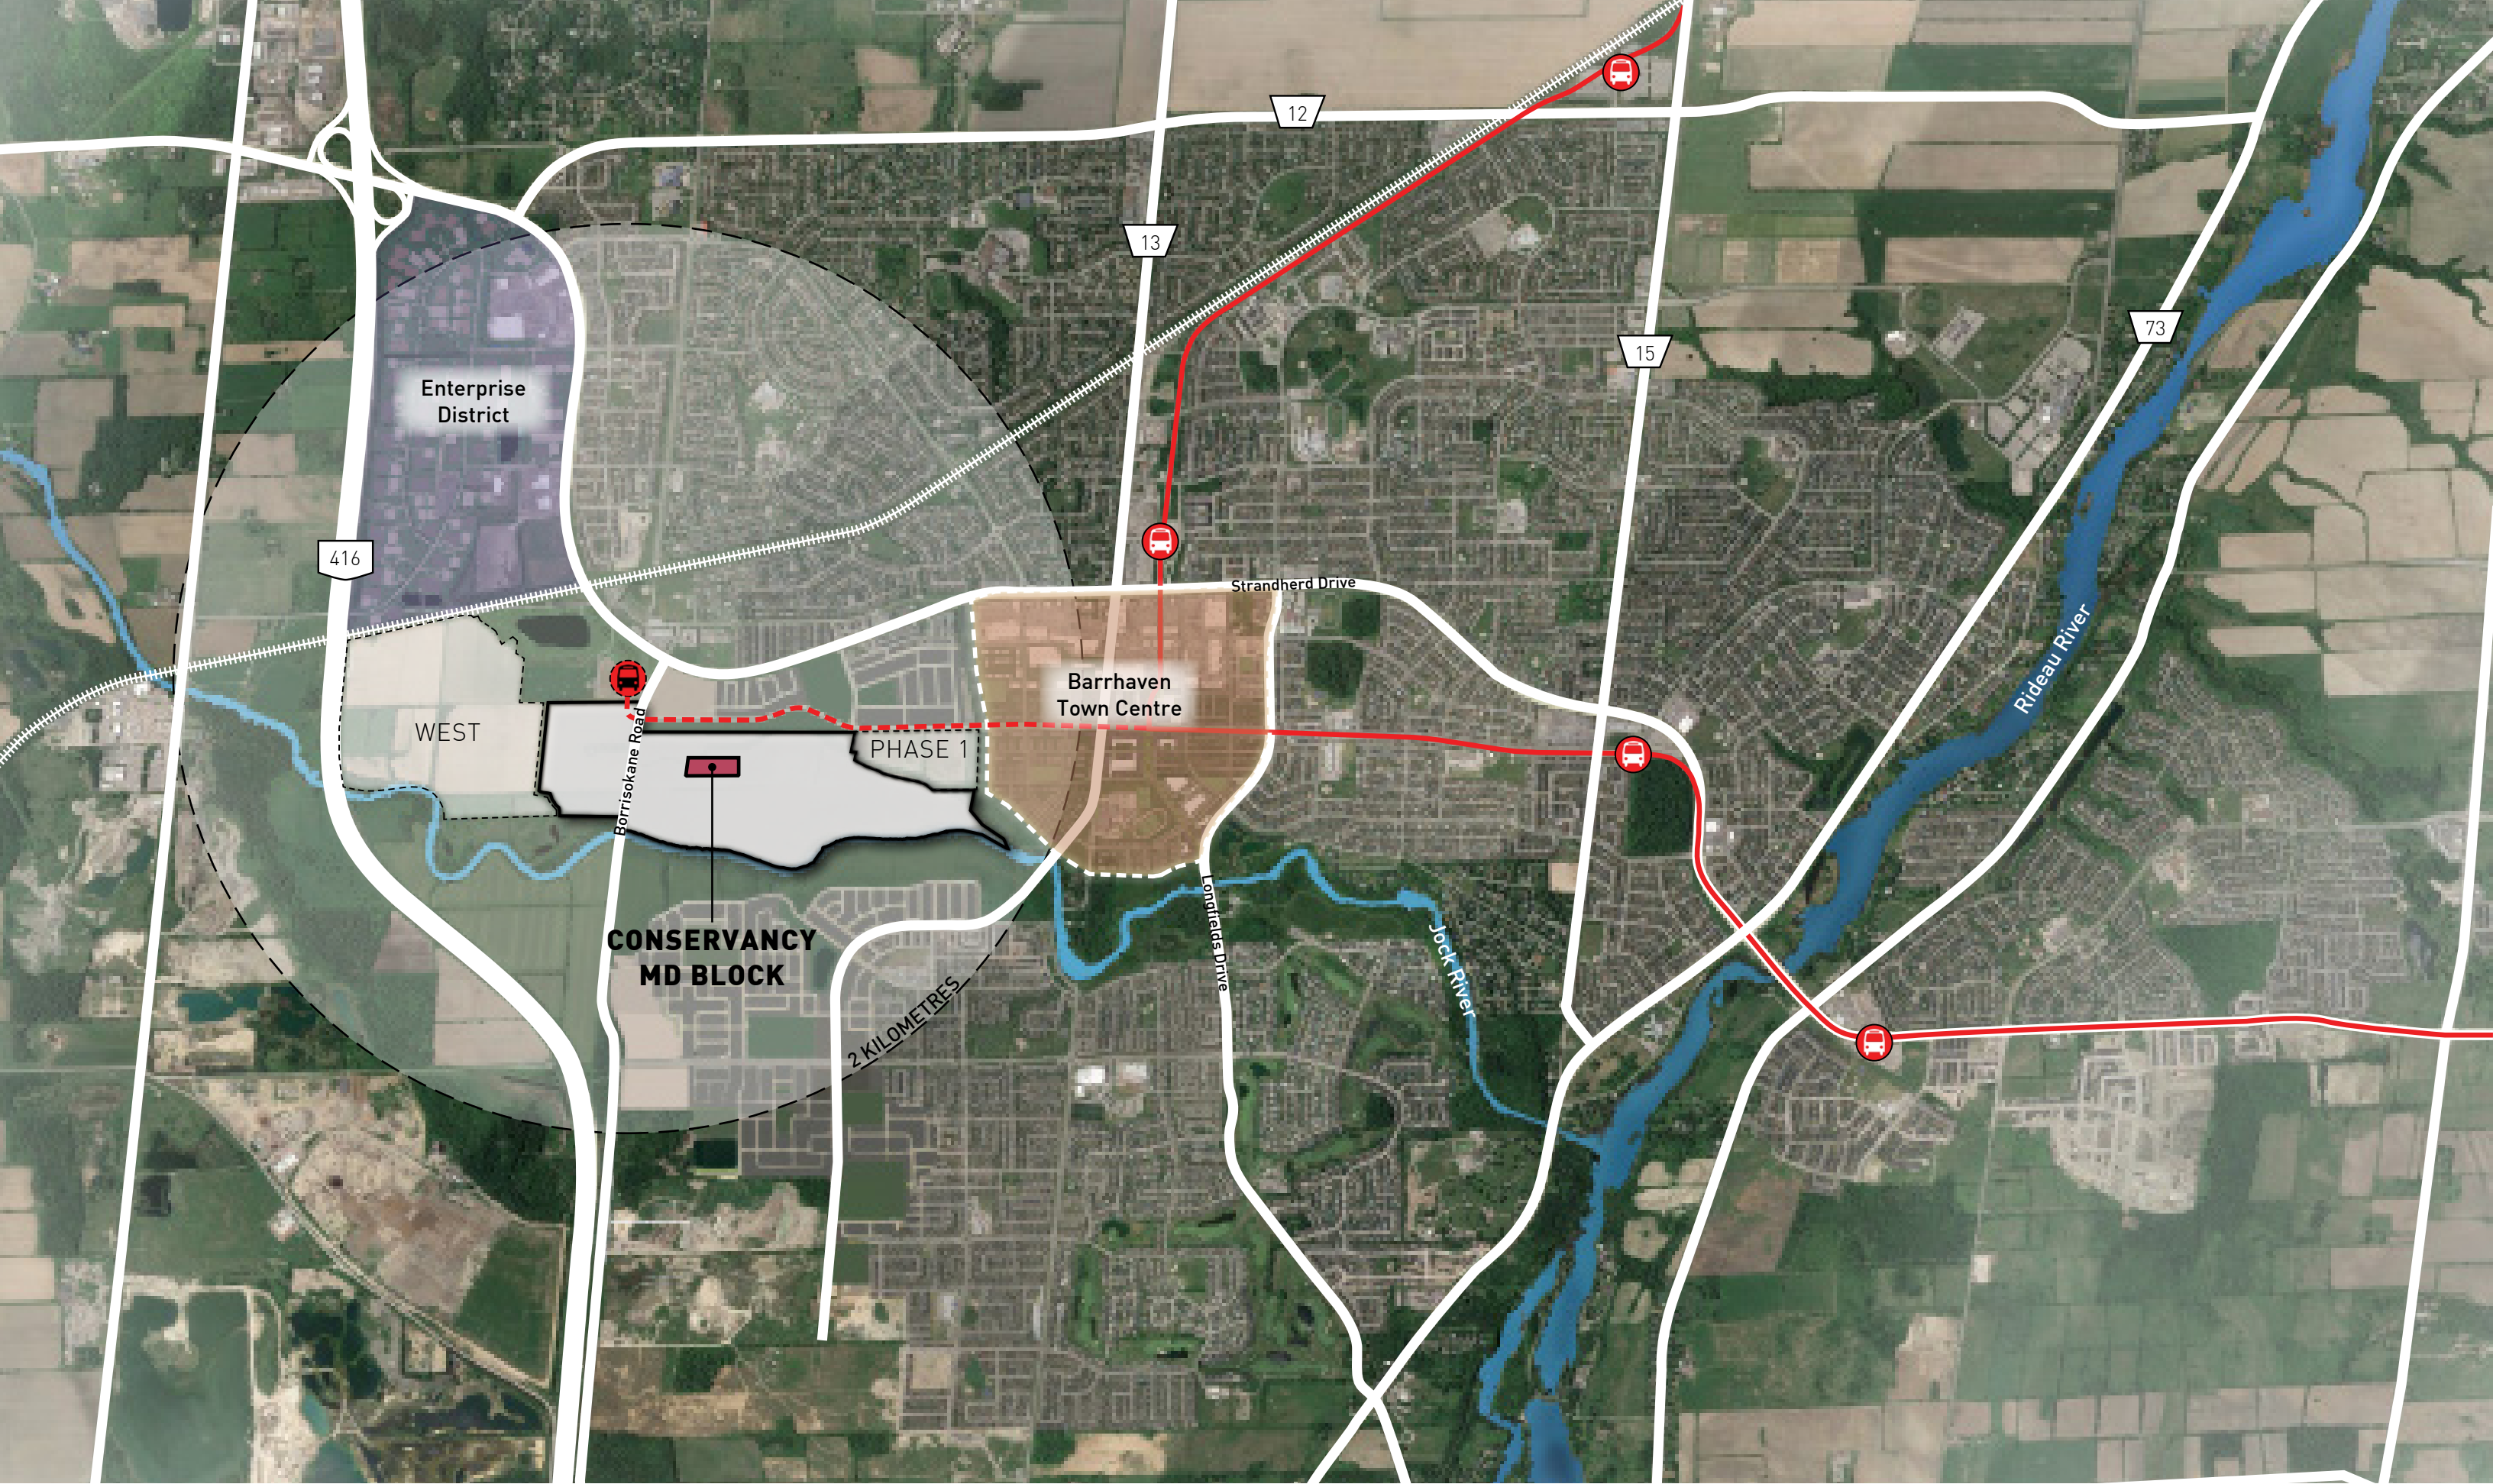 12
13
73
15
Enterprise
District
416
Strandherd Drive
Rideau River
Barrhaven
Town Centre
WEST
PHASE 1
Borrisokane Road
CONSERVANCY
MD BLOCK
Longfields Drive
Jock River
2 KILOMETRES